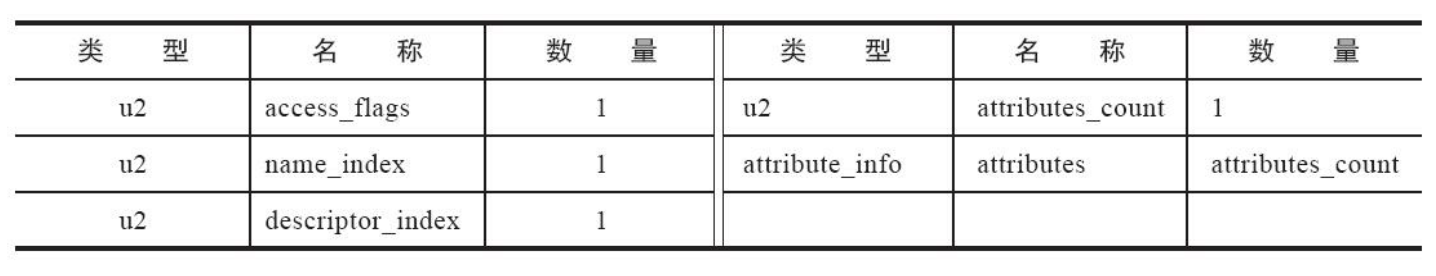 类 型 名 称 数 量 类 型 名 称 数 量
u2 access_flags 1 u2 attributes_count 1
u2 name_index 1 attribute_info attributes attributes_count
u2 descriptor_index 1